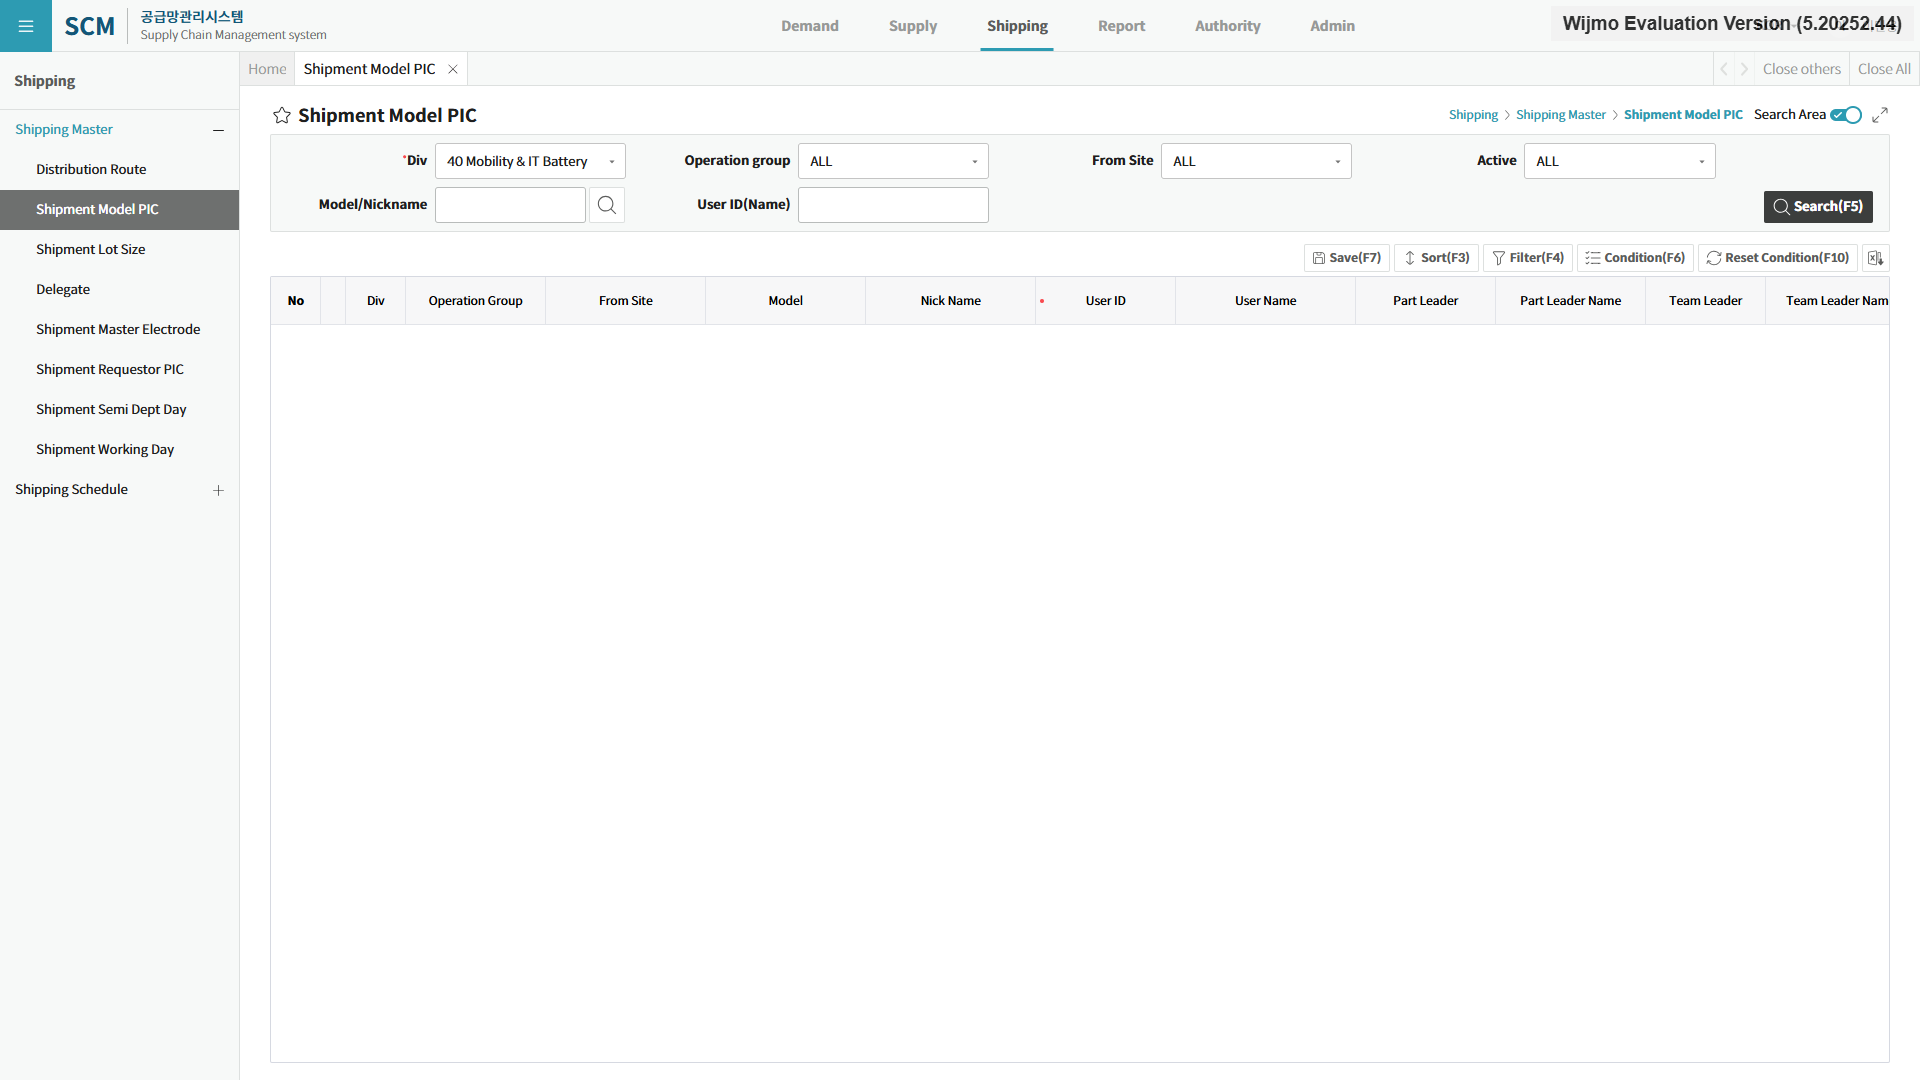 SCM
공급망관리시스템
Supply Chain Management system
Demand
Supply
Shipping
Report
Authority
Admin
Wijmo Evaluation Version (5.20252.44)
Shipping
Home
Shipment Model PIC
Close others
Close All
Shipping Master
Distribution Route
Shipment Model PIC
Shipment Lot Size
Delegate
Shipment Master Electrode
Shipment Requestor PIC
Shipment Semi Dept Day
Shipment Working Day
Shipping Schedule
Shipment Model PIC
Shipping > Shipping Master > Shipment Model PIC
Search Area
*Div
40 Mobility & IT Battery
Operation group
ALL
From Site
ALL
Active
ALL
Model/Nickname
User ID(Name)
Search(F5)
Save(F7)
Sort(F3)
Filter(F4)
Condition(F6)
Reset Condition(F10)
No
Div
Operation Group
From Site
Model
Nick Name
User ID
User Name
Part Leader
Part Leader Name
Team Leader
Team Leader Nam